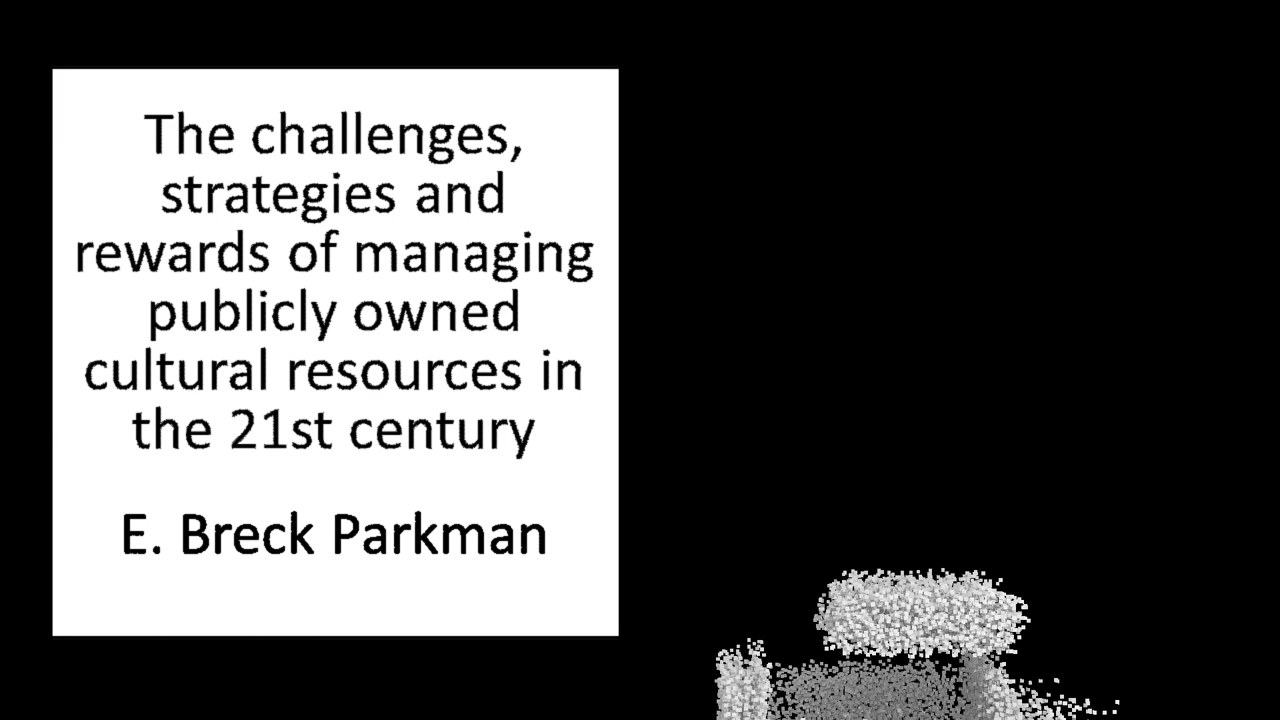 The challenges,
strategies and
rewards of managing
publicly owned
cultural resources in
the 21st century
E. Breck Parkman